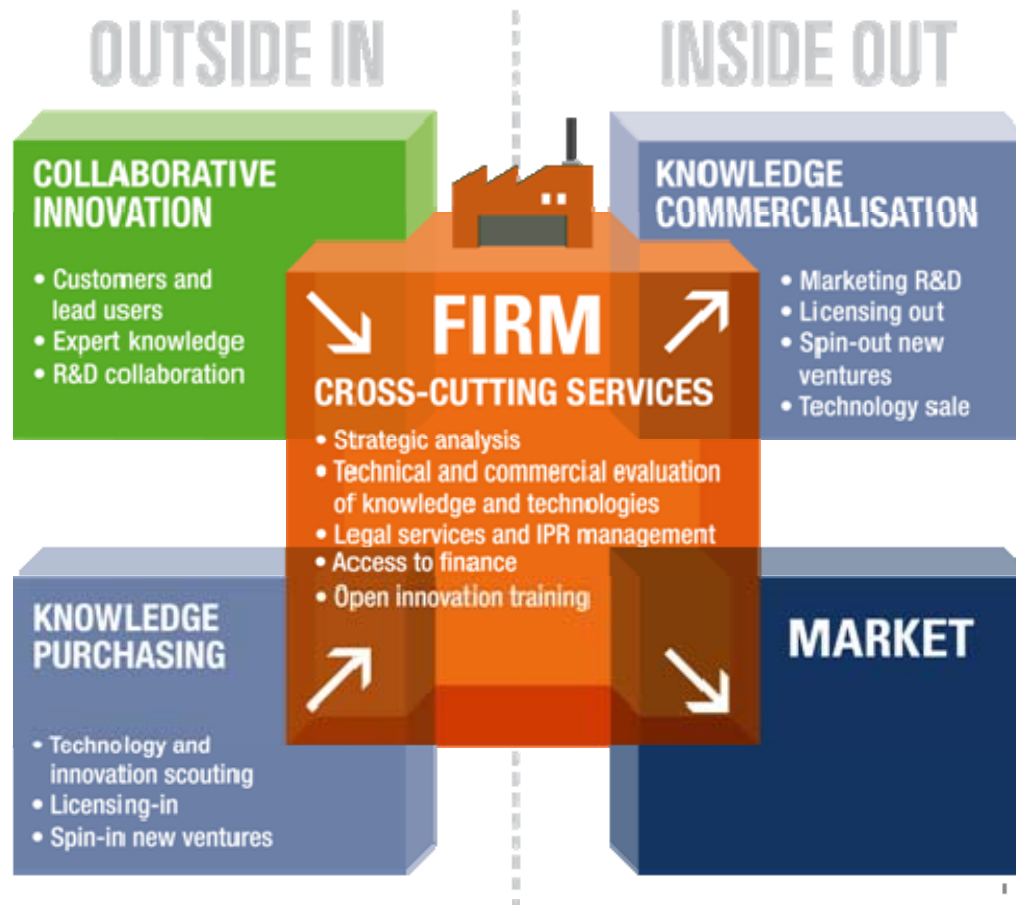 OUTSIDE IN
INSIDE OUT
COLLABORATIVE
INNOVATION
• Customers and
lead users
• Expert knowledge
• R&D collaboration
KNOWLEDGE
COMMERCIALISATION
• Marketing R&D
• Licensing out
• Spin-out new
ventures
• Technology sale
FIRM
CROSS-CUTTING SERVICES
• Strategic analysis
• Technical and commercial evaluation
of knowledge and technologies
• Legal services and IPR management
• Access to finance
• Open innovation training
KNOWLEDGE
PURCHASING
• Technology and
innovation scouting
• Licensing-in
• Spin-in new ventures
MARKET